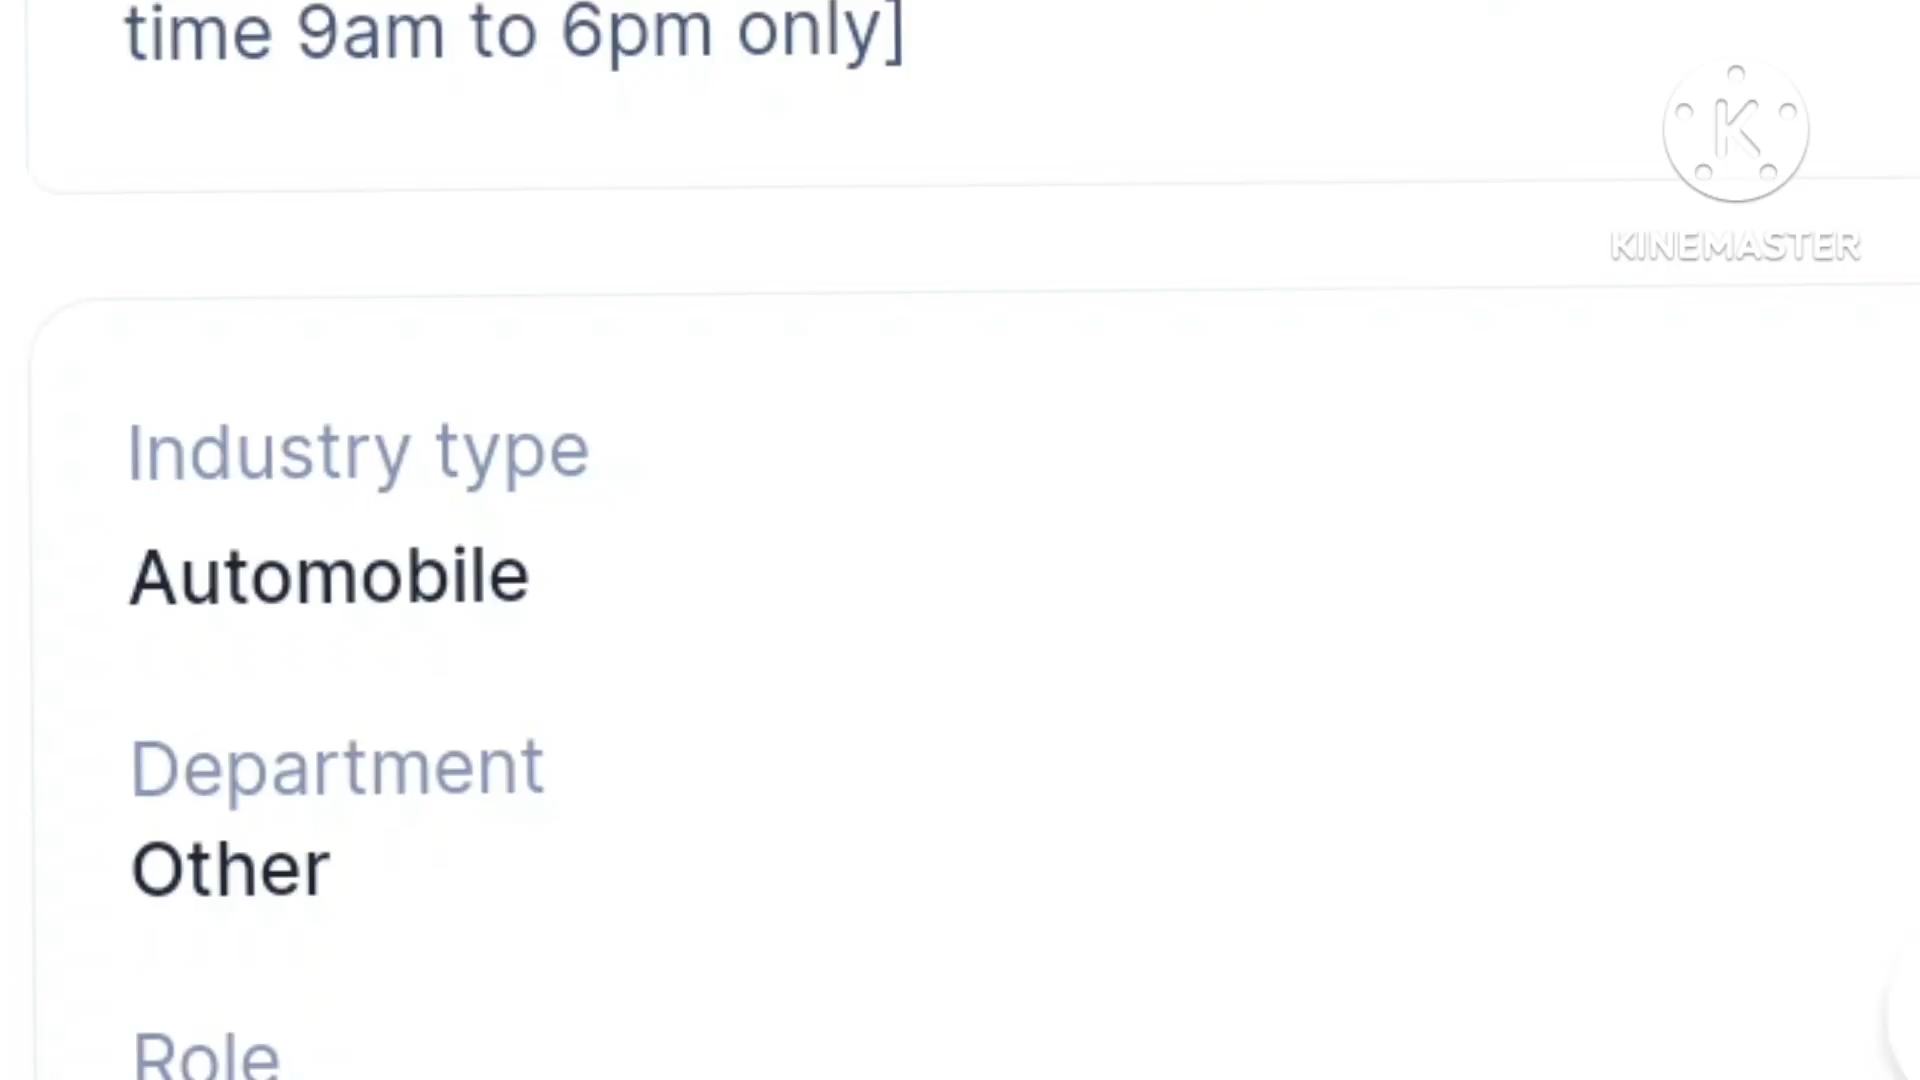 time 9am to 6pm only]
K
KINEMASTER
Industry type
Automobile
Department
Other
Role